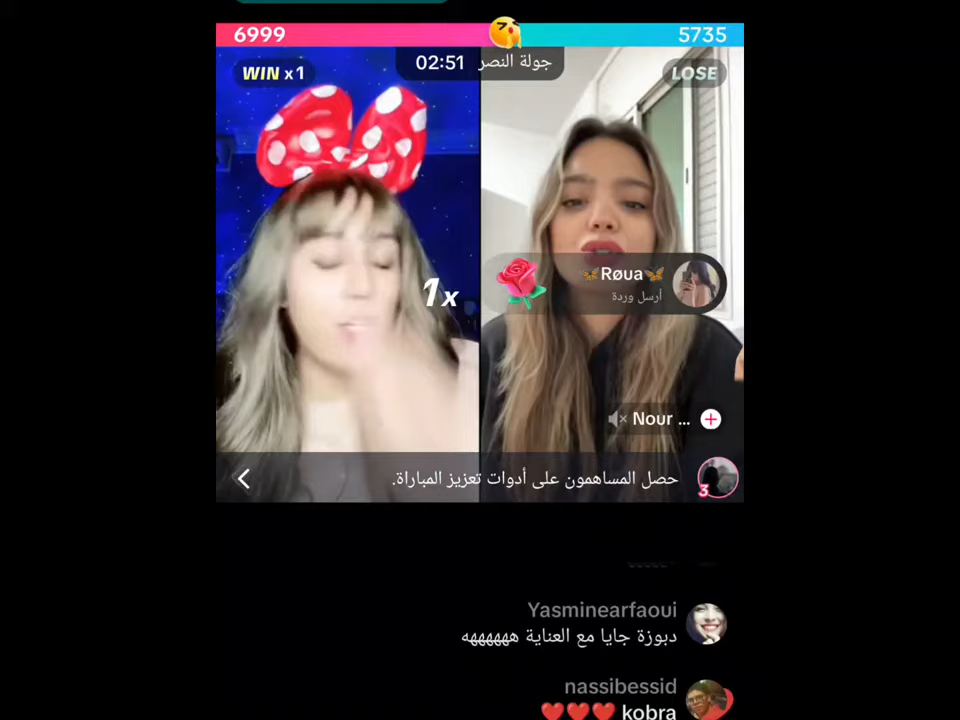 6999
5735
WIN x1
02:51 جولة النصر
LOSE
🦋Røua🦋
أرسل وردة
1x
Nour ...
حصل المساهمون على أدوات تعزيز المباراة.
3
Yasminearfaoui
دبوزة جايا مع العناية ههههههه
nassibessid
❤️❤️❤️ kobra